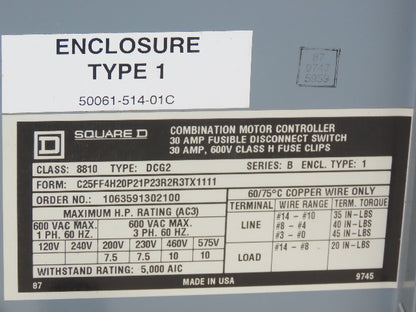 ENCLOSURE
TYPE 1
50061-514-01C
87
9747
5959
SQUARE D
COMBINATION MOTOR CONTROLLER
30 AMP FUSIBLE DISCONNECT SWITCH
30 AMP, 600V CLASS H FUSE CLIPS
CLASS: 8810 TYPE: DCG2 SERIES: B ENCL. TYPE: 1
FORM: C25FF4H20P21P23R2R3TX1111
ORDER NO.: 1063591302100
MAXIMUM H.P. RATING (AC3)
600 VAC MAX. 600 VAC MAX.
1 PH. 60 HZ. 3 PH. 60 HZ.
120V 240V 200V 230V 460V 575V
7.5 7.5 10 10
WITHSTAND RATING: 5,000 AIC
60/75°C COPPER WIRE ONLY
TERMINAL WIRE RANGE TERM. TORQUE
LINE
#14 - #10 35 IN-LBS
#8 - #4 40 IN-LBS
#3 - #0 45 IN-LBS
LOAD
#14 - #8 20 IN-LBS
87 MADE IN USA 9745